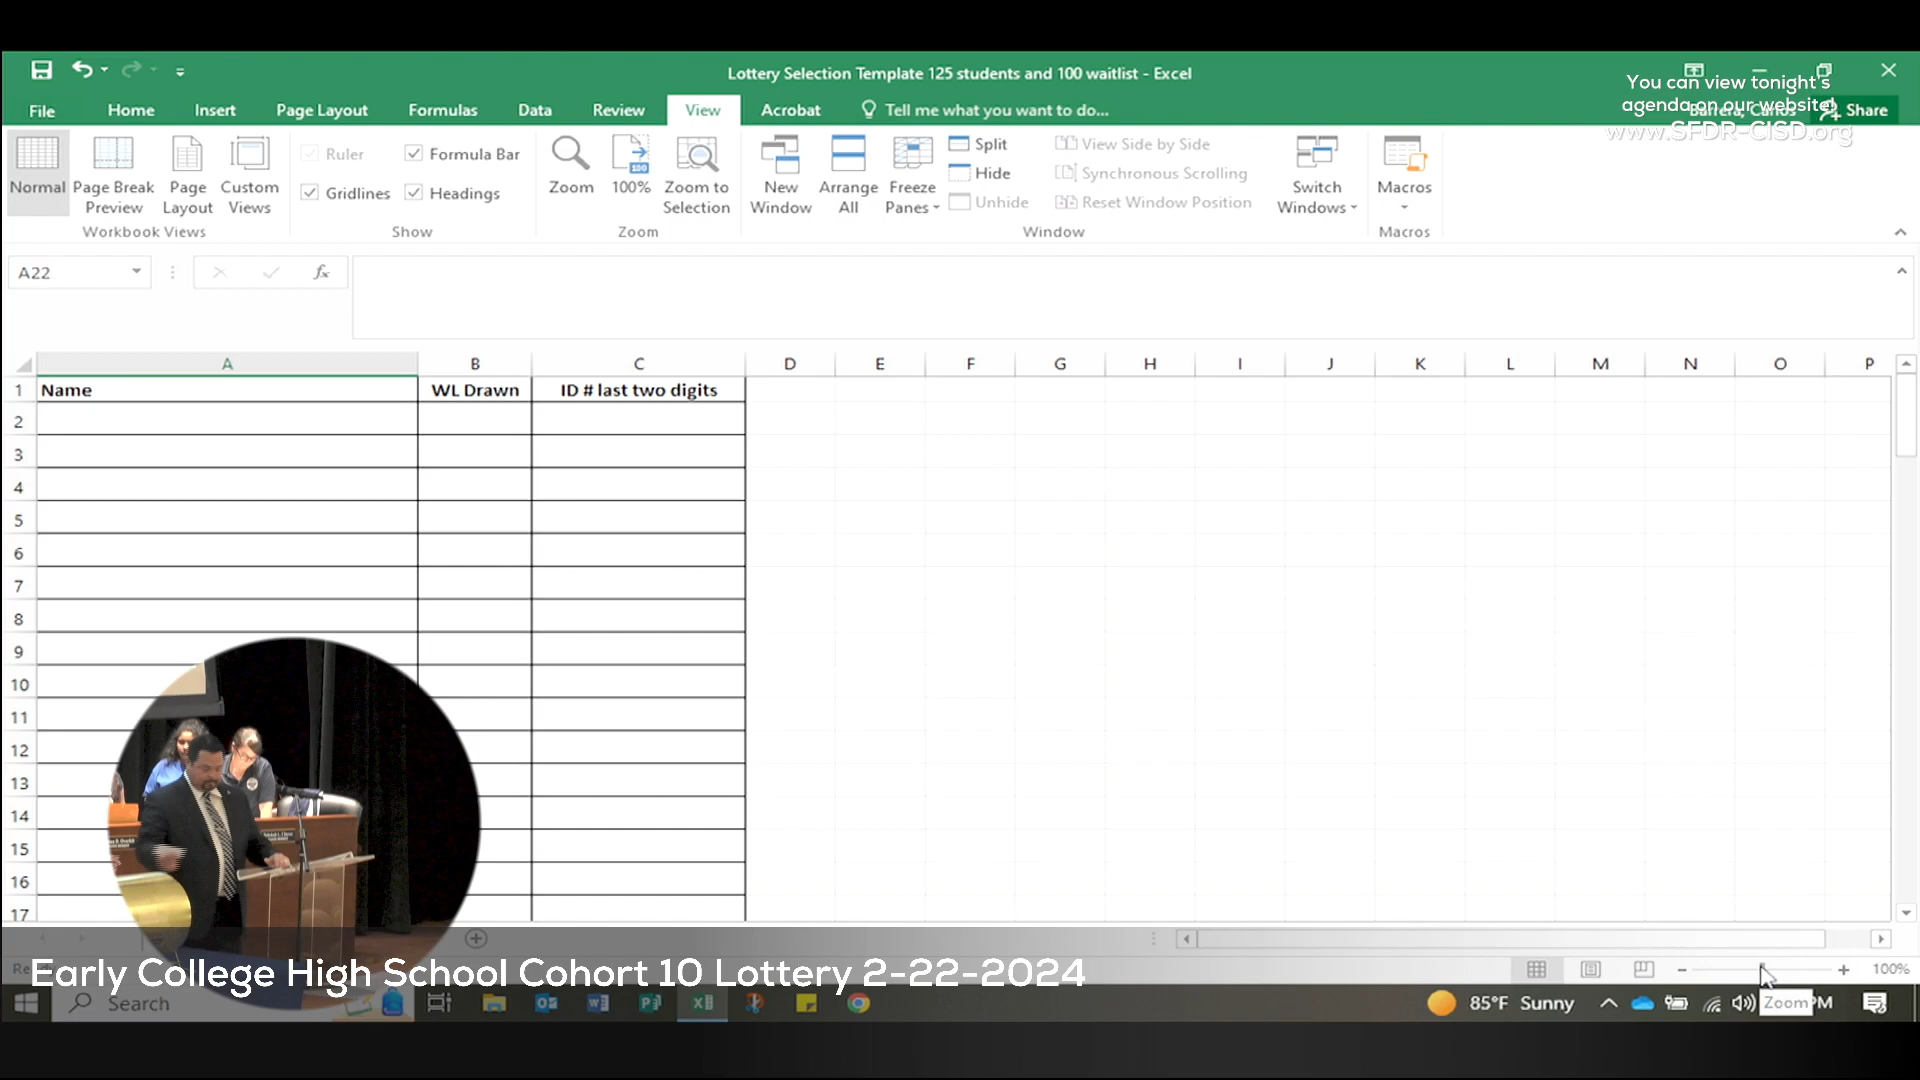 Lottery Selection Template 125 students and 100 waitlist - Excel
You can view tonight's
agenda on our website!
www.SFDR-CISD.org
File Home Insert Page Layout Formulas Data Review View Acrobat Tell me what you want to do... Barrera, Carlos Share
Normal Page Break Preview Page Layout Custom Views
Workbook Views
Ruler Formula Bar
Gridlines Headings
Show
Zoom 100% Zoom to Selection
Zoom
New Window Arrange All Freeze Panes
Split View Side by Side
Hide Synchronous Scrolling
Unhide Reset Window Position
Switch Windows
Window
Macros
Macros
A22 fx
A B C D E F G H I J K L M N O P
1 Name WL Drawn ID # last two digits
2
3
4
5
6
7
8
9
10
11
12
13
14
15
16
17
Early College High School Cohort 10 Lottery 2-22-2024
100%
Search
85°F Sunny
Zoom